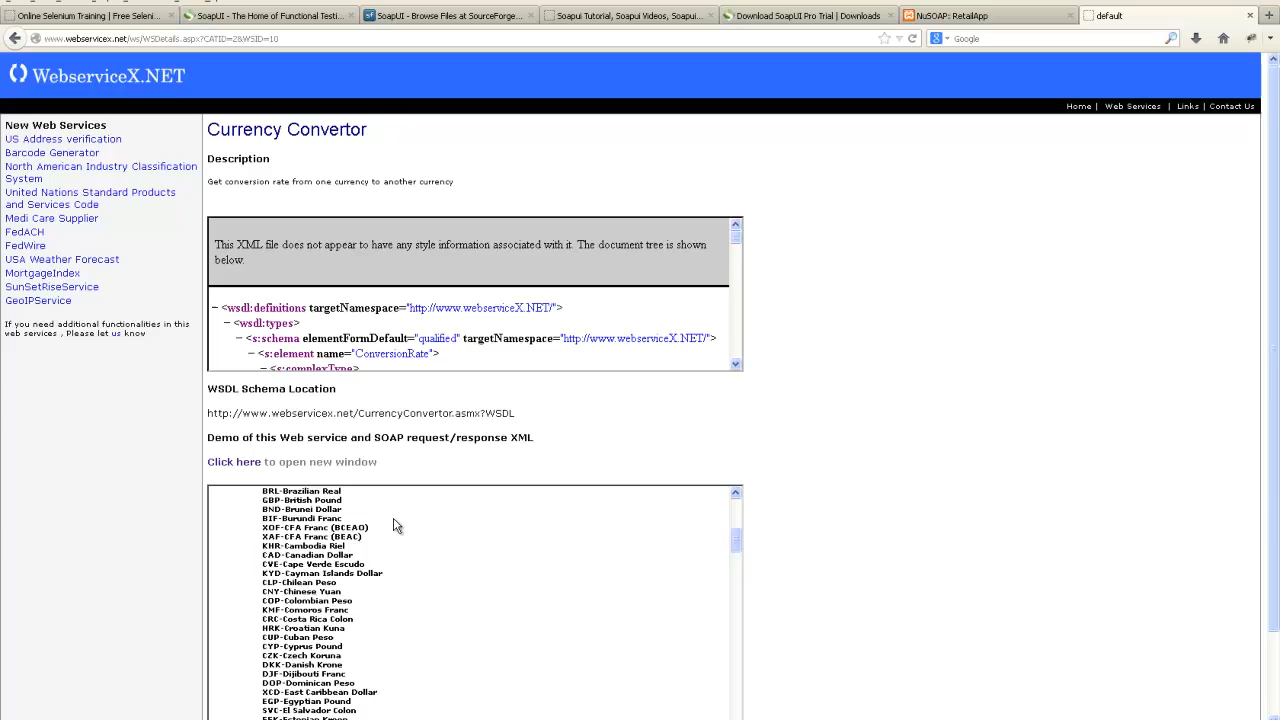 Online Selenium Training | Free Seleni...
SoapUI - The Home of Functional Testi...
SoapUI - Browse Files at SourceForge...
Soapui Tutorial, Soapui Videos, Soapui...
Download SoapUI Pro Trial | Downloads
NuSOAP: RetailApp
default
www.webservicex.net/ws/WSDetails.aspx?CATID=2&WSID=10
Google
WebserviceX.NET
Home | Web Services | Links | Contact Us
New Web Services
US Address verification
Barcode Generator
North American Industry Classification
System
United Nations Standard Products
and Services Code
Medi Care Supplier
FedACH
FedWire
USA Weather Forecast
MortgageIndex
SunSetRiseService
GeoIPService
If you need additional functionalities in this
web services , Please let us know
Currency Convertor
Description
Get conversion rate from one currency to another currency
This XML file does not appear to have any style information associated with it. The document tree is shown
below.
− <wsdl:definitions targetNamespace="http://www.webserviceX.NET/">
− <wsdl:types>
− <s:schema elementFormDefault="qualified" targetNamespace="http://www.webserviceX.NET/">
− <s:element name="ConversionRate">
− <s:complexType>
WSDL Schema Location
http://www.webservicex.net/CurrencyConvertor.asmx?WSDL
Demo of this Web service and SOAP request/response XML
Click here to open new window
BRL-Brazilian Real
GBP-British Pound
BND-Brunei Dollar
BIF-Burundi Franc
XOF-CFA Franc (BCEAO)
XAF-CFA Franc (BEAC)
KHR-Cambodia Riel
CAD-Canadian Dollar
CVE-Cape Verde Escudo
KYD-Cayman Islands Dollar
CLP-Chilean Peso
CNY-Chinese Yuan
COP-Colombian Peso
KMF-Comoros Franc
CRC-Costa Rica Colon
HRK-Croatian Kuna
CUP-Cuban Peso
CYP-Cyprus Pound
CZK-Czech Koruna
DKK-Danish Krone
DJF-Dijibouti Franc
DOP-Dominican Peso
XCD-East Caribbean Dollar
EGP-Egyptian Pound
SVC-El Salvador Colon
EEK-Estonian Kroon